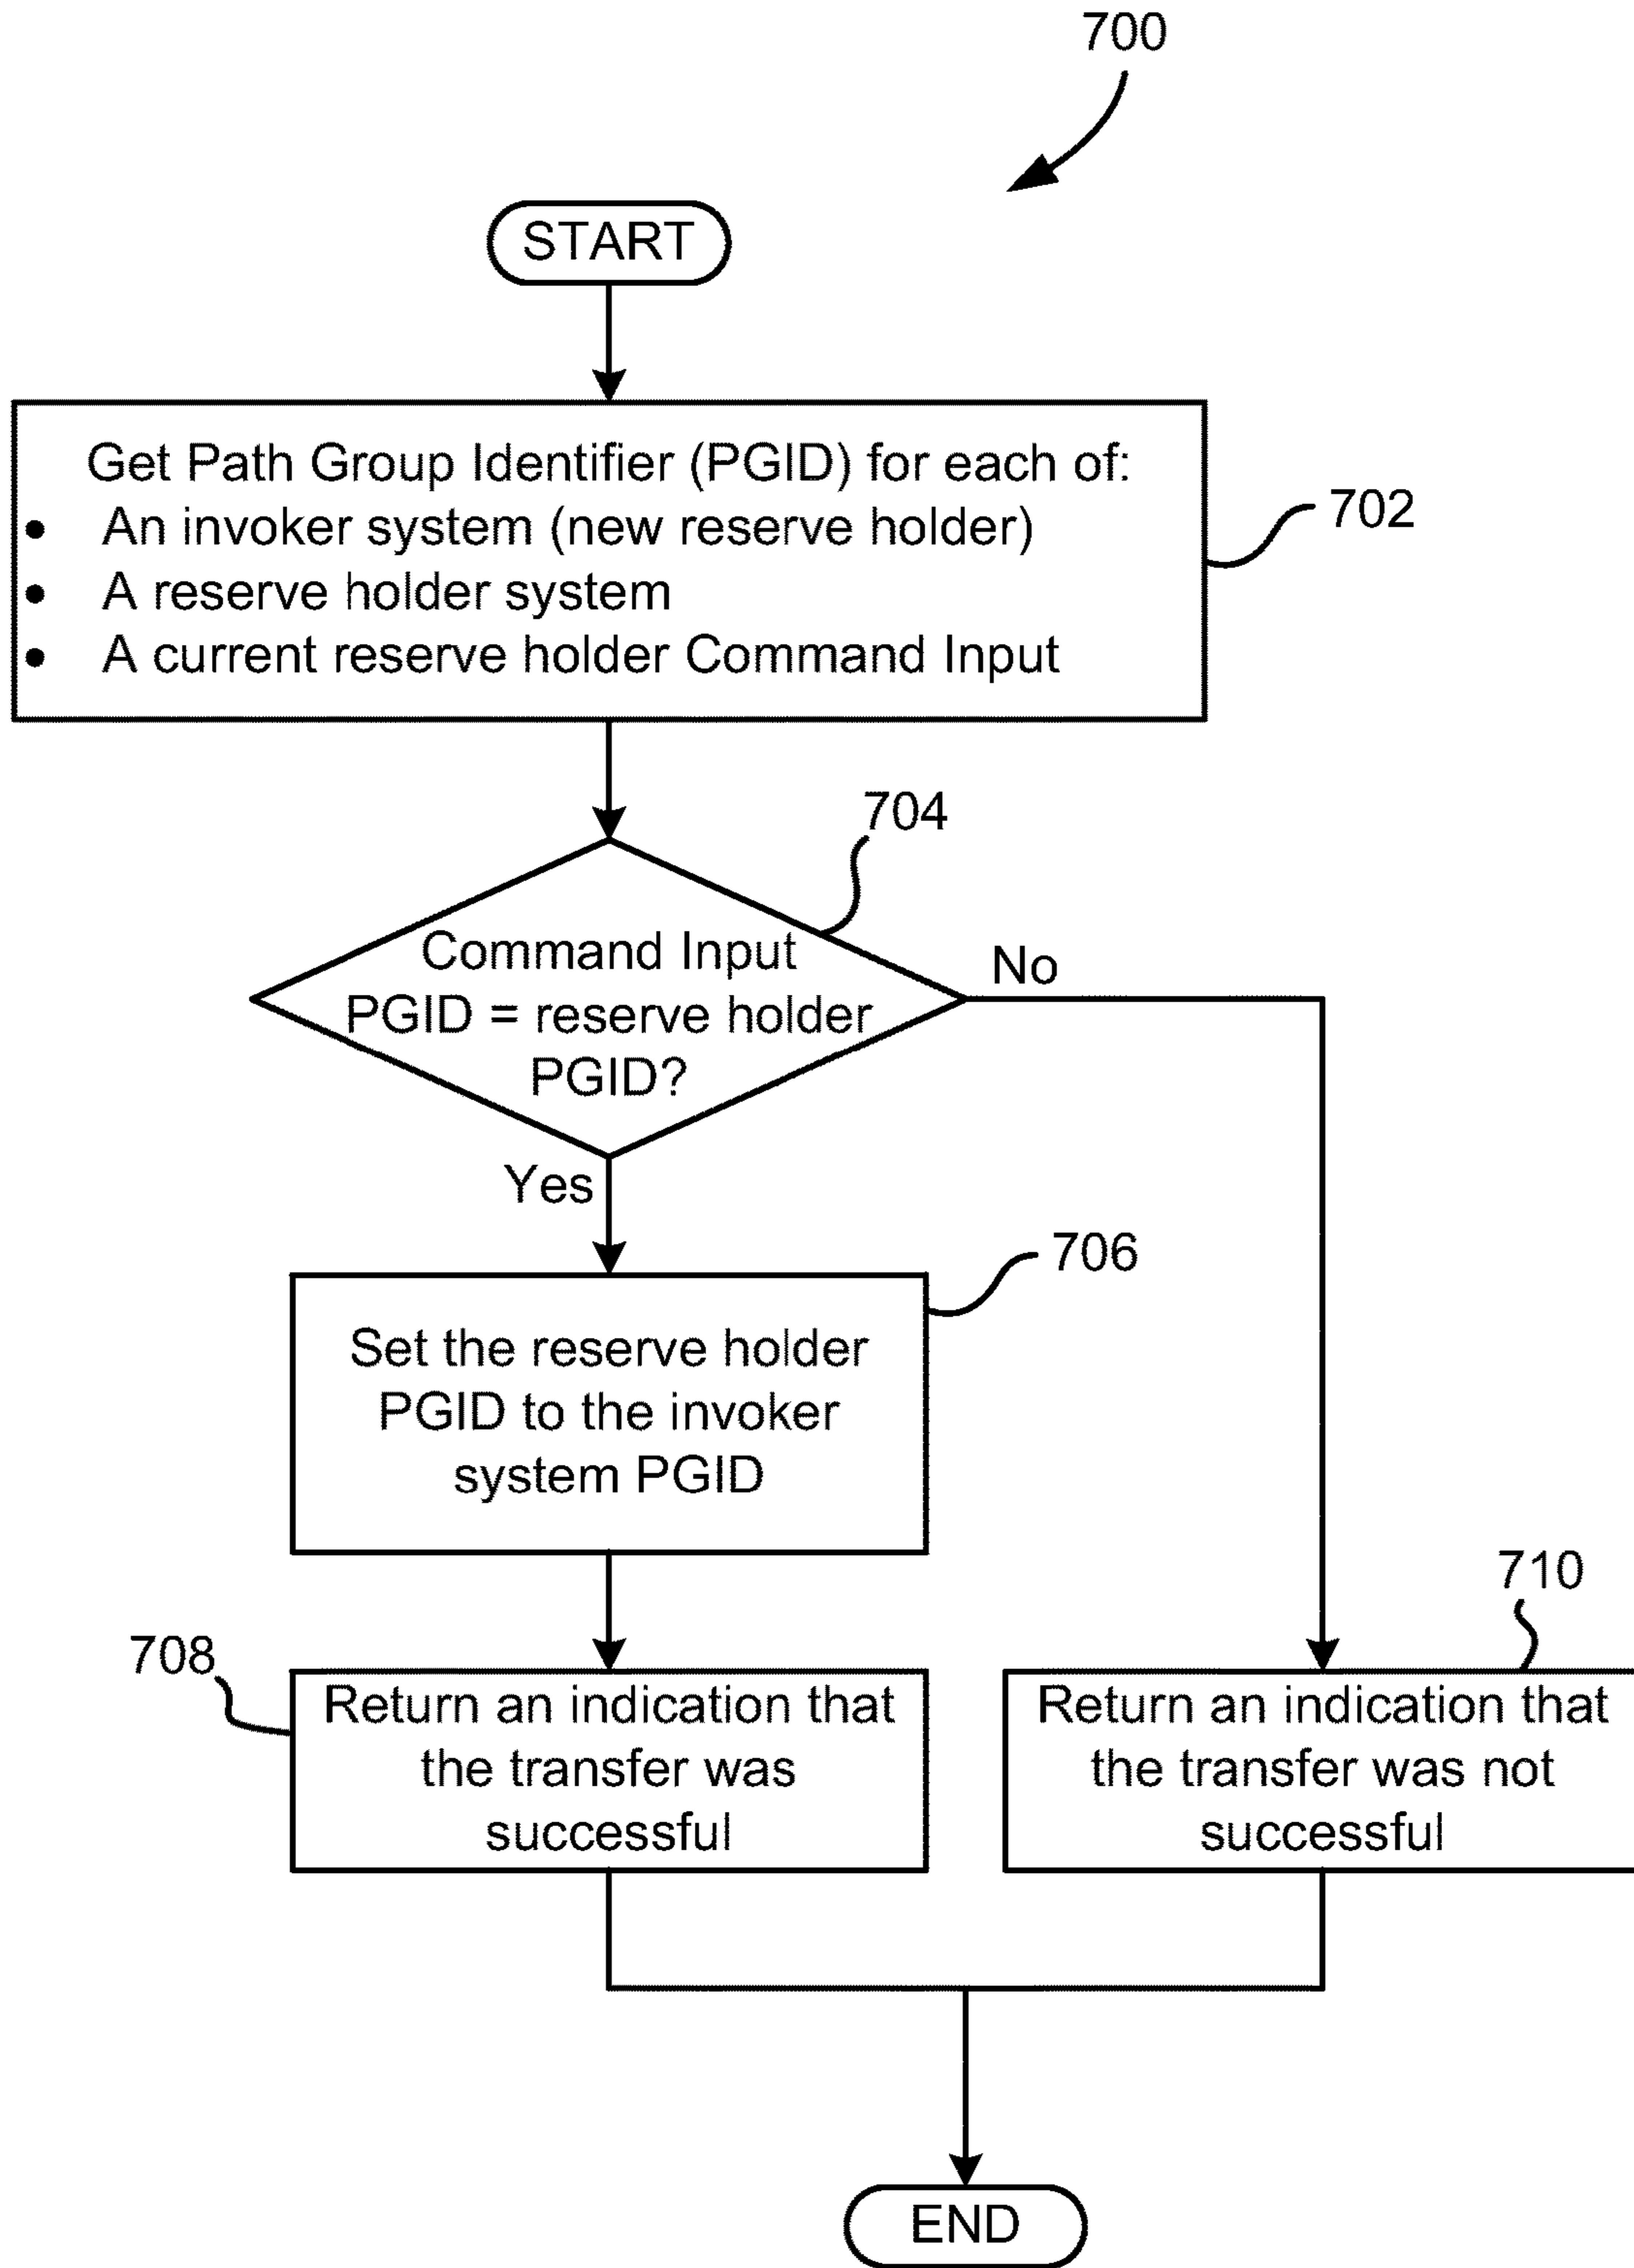 700
START
Get Path Group Identifier (PGID) for each of:
• An invoker system (new reserve holder)
• A reserve holder system
• A current reserve holder Command Input
702
704
Command Input
PGID = reserve holder
PGID?
No
Yes
706
Set the reserve holder
PGID to the invoker
system PGID
708
Return an indication that
the transfer was
successful
710
Return an indication that
the transfer was not
successful
END